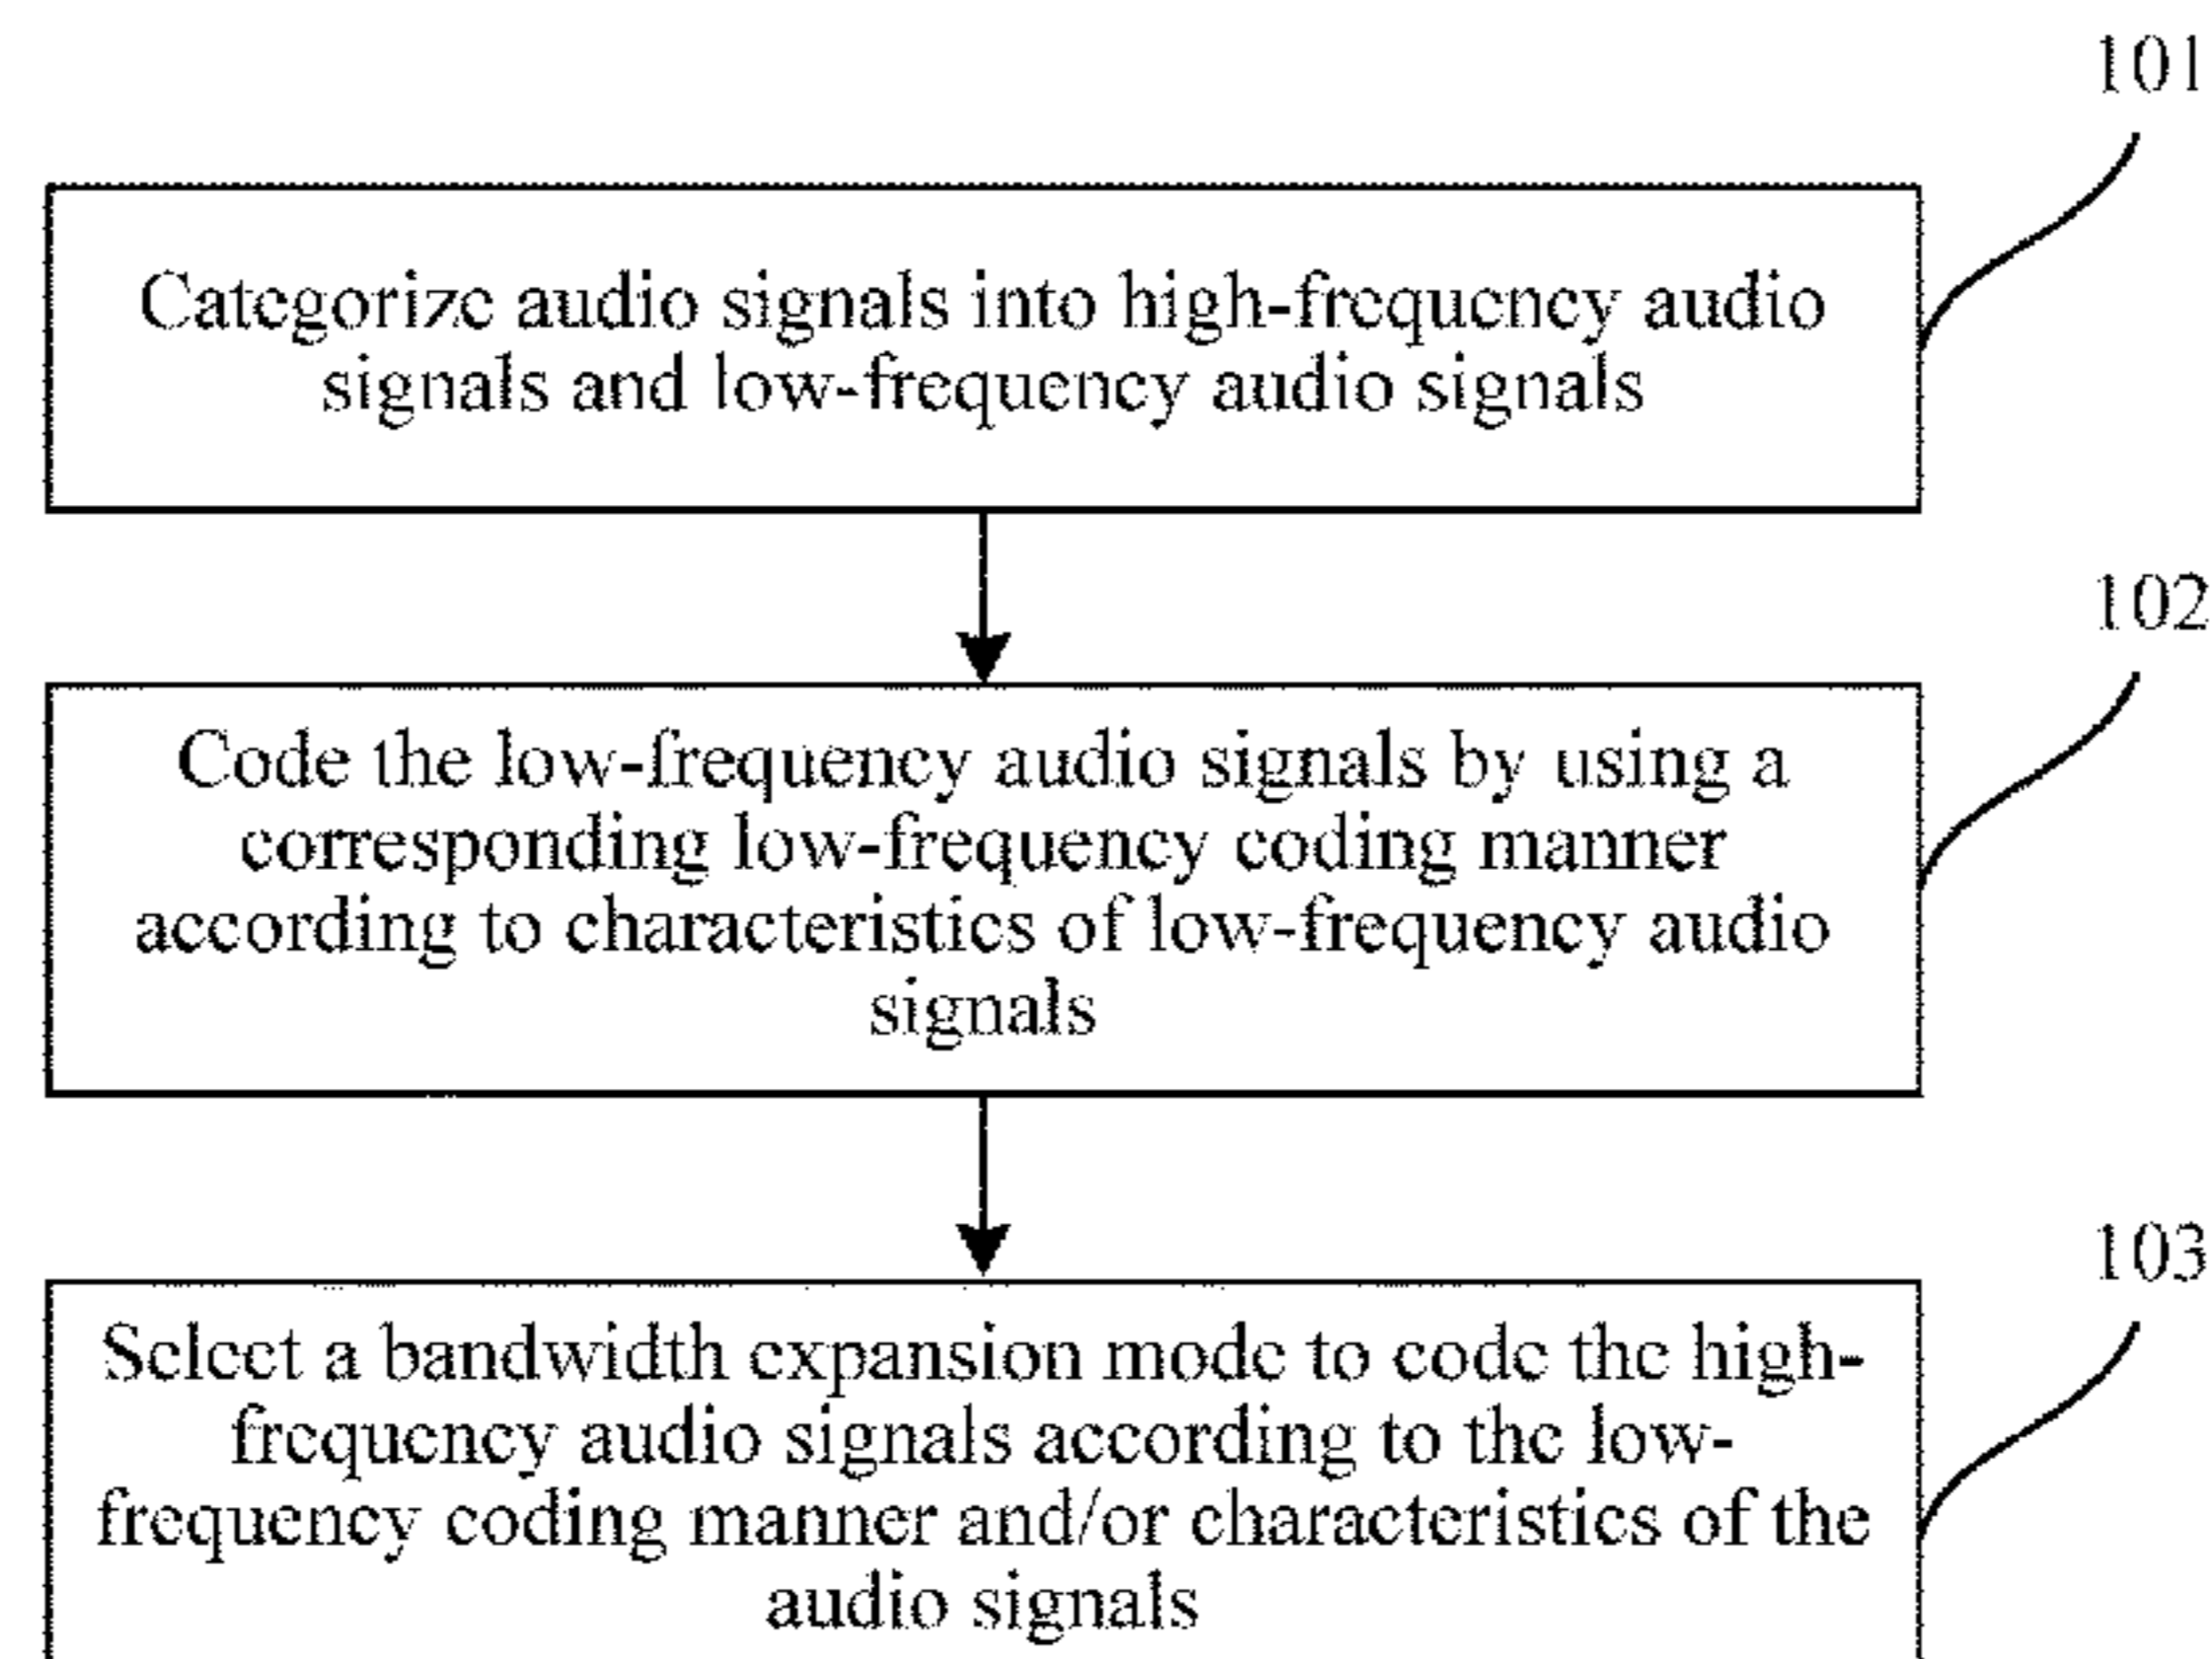 101
Categorize audio signals into high-frequency audio
signals and low-frequency audio signals
102
Code the low-frequency audio signals by using a
corresponding low-frequency coding manner
according to characteristics of low-frequency audio
signals
103
Select a bandwidth expansion mode to code the high-
frequency audio signals according to the low-
frequency coding manner and/or characteristics of the
audio signals